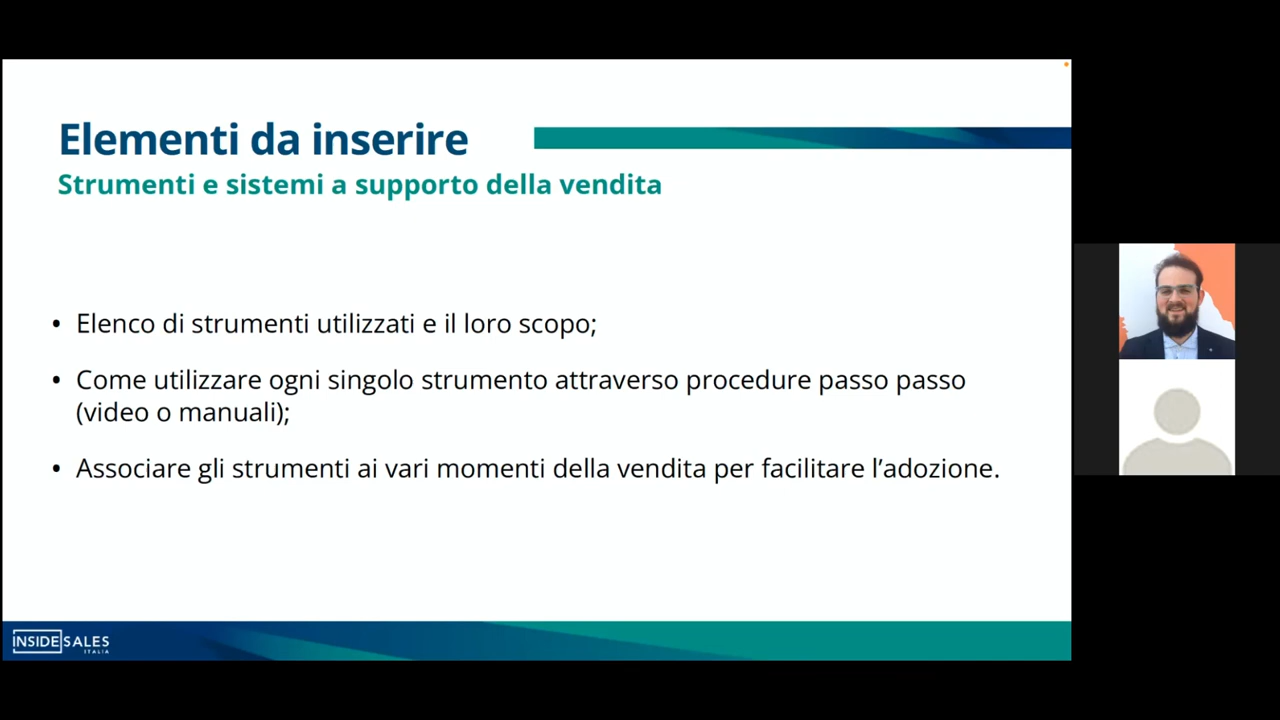 Elementi da inserire
Strumenti e sistemi a supporto della vendita
• Elenco di strumenti utilizzati e il loro scopo;
• Come utilizzare ogni singolo strumento attraverso procedure passo passo
(video o manuali);
• Associare gli strumenti ai vari momenti della vendita per facilitare l’adozione.
INSIDE SALES
ITALIA